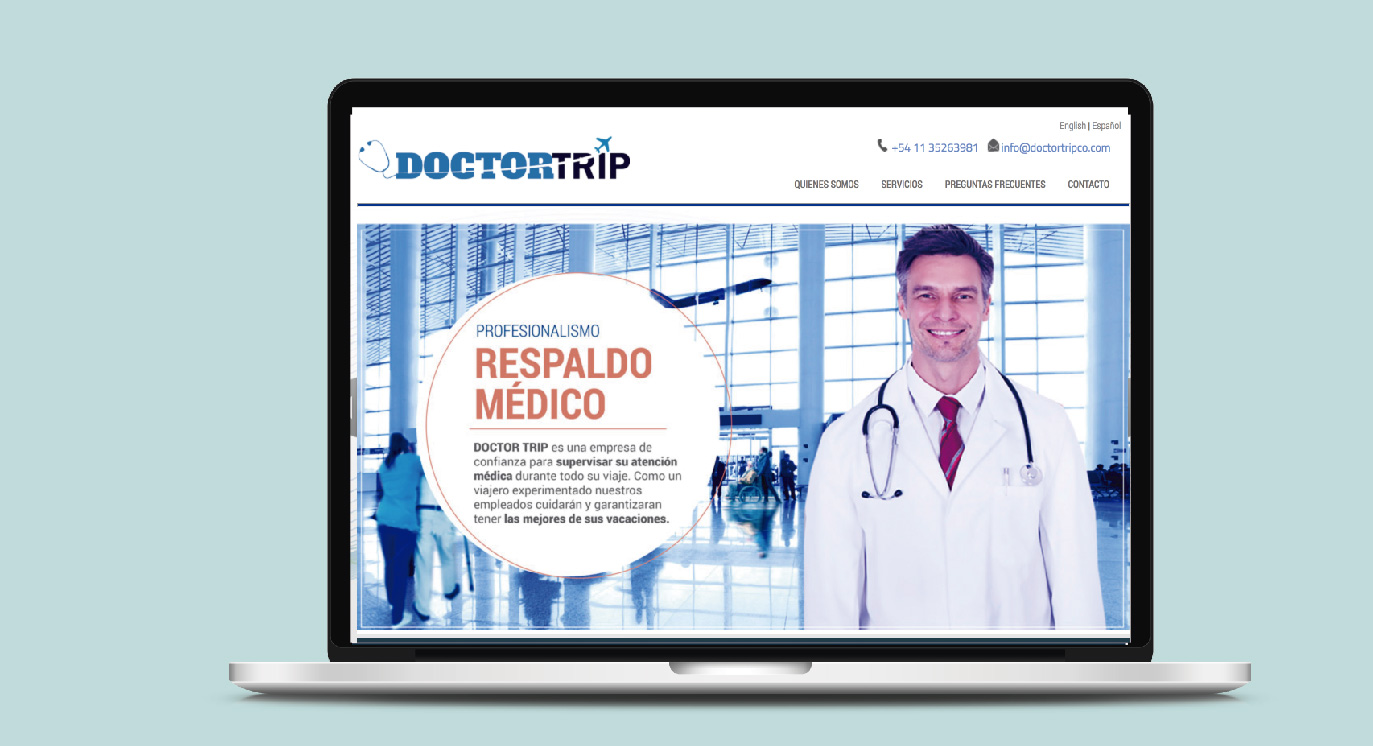 English | Español
DOCTORTRIP
+54 11 35263981 info@doctortripco.com
QUIENES SOMOS SERVICIOS PREGUNTAS FRECUENTES CONTACTO
PROFESIONALISMO
RESPALDO
MÉDICO
DOCTOR TRIP es una empresa de
confianza para supervisar su atención
médica durante todo su viaje. Como un
viajero experimentado nuestros
empleados cuidarán y garantizaran
tener las mejores de sus vacaciones.